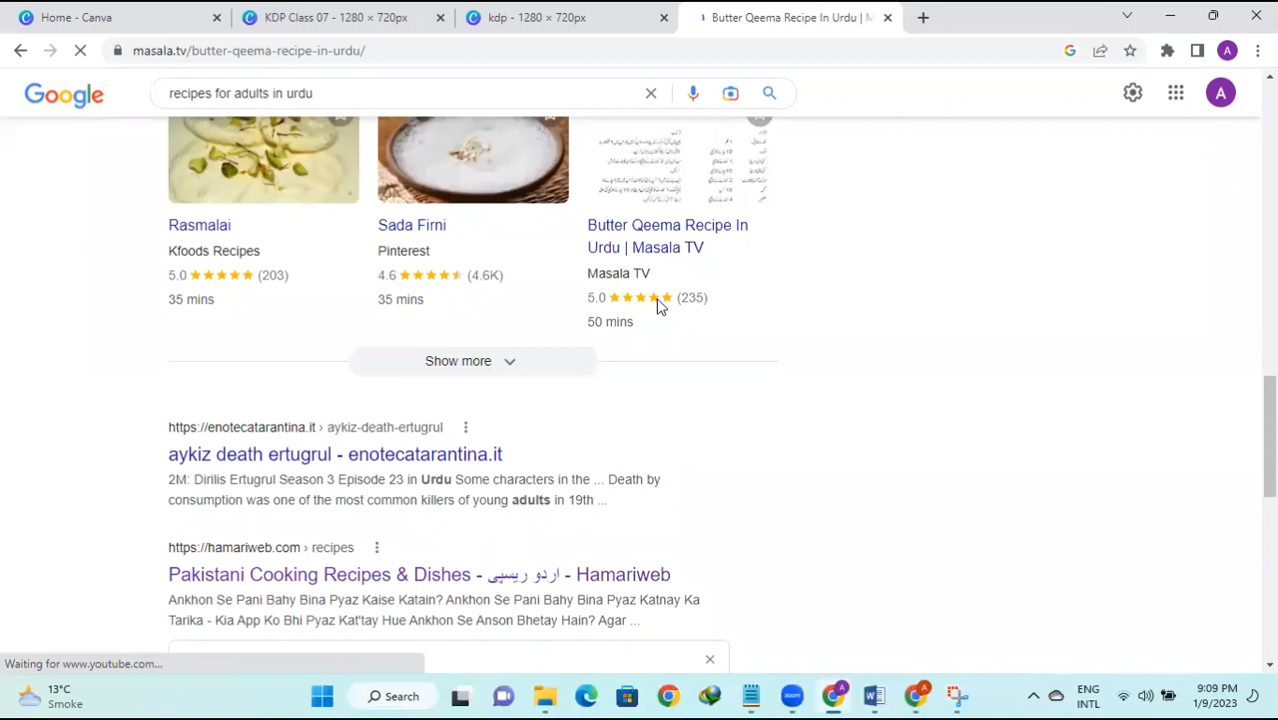 Home - Canva
KDP Class 07 - 1280 × 720px
kdp - 1280 × 720px
Butter Qeema Recipe In Urdu | M
masala.tv/butter-qeema-recipe-in-urdu/
A
Google
recipes for adults in urdu
A
Rasmalai
Kfoods Recipes
5.0 ★★★★★ (203)
35 mins
Sada Firni
Pinterest
4.6 ★★★★★ (4.6K)
35 mins
Butter Qeema Recipe In
Urdu | Masala TV
Masala TV
5.0 ★★★★★ (235)
50 mins
Show more
https://enotecatarantina.it › aykiz-death-ertugrul
aykiz death ertugrul - enotecatarantina.it
2M: Dirilis Ertugrul Season 3 Episode 23 in Urdu Some characters in the ... Death by
consumption was one of the most common killers of young adults in 19th ...
https://hamariweb.com › recipes
Pakistani Cooking Recipes & Dishes - اردو ریسپی - Hamariweb
Ankhon Se Pani Bahy Bina Pyaz Kaise Katain? Ankhon Se Pani Bahy Bina Pyaz Katnay Ka
Tarika - Kia App Ko Bhi Pyaz Kat'tay Hue Ankhon Se Anson Bhetay Hain? Agar ...
Waiting for www.youtube.com...
13°C
Smoke
Search
zoom
A
A
ENG
INTL
9:09 PM
1/9/2023